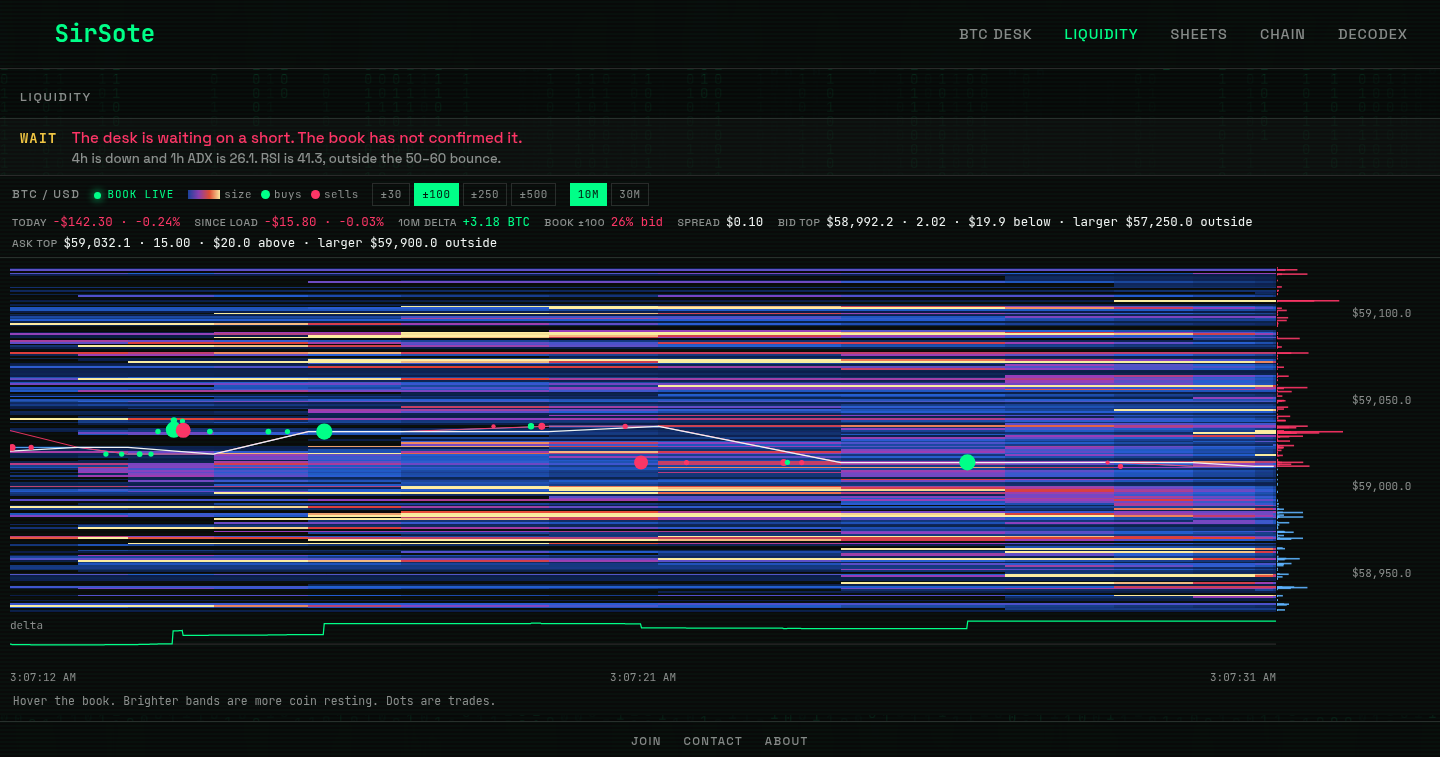 SirSote
BTC DESK LIQUIDITY SHEETS CHAIN DECODEX
LIQUIDITY
WAIT The desk is waiting on a short. The book has not confirmed it.
4h is down and 1h ADX is 26.1. RSI is 41.3, outside the 50–60 bounce.
BTC / USD BOOK LIVE size buys sells ±30 ±100 ±250 ±500 10M 30M
TODAY -$142.30 · -0.24% SINCE LOAD -$15.80 · -0.03% 10M DELTA +3.18 BTC BOOK ±100 26% bid SPREAD $0.10 BID TOP $58,992.2 · 2.02 · $19.9 below · larger $57,250.0 outside
ASK TOP $59,032.1 · 15.00 · $20.0 above · larger $59,900.0 outside
$59,100.0
$59,050.0
$59,000.0
$58,950.0
delta
3:07:12 AM 3:07:21 AM 3:07:31 AM
Hover the book. Brighter bands are more coin resting. Dots are trades.
JOIN CONTACT ABOUT